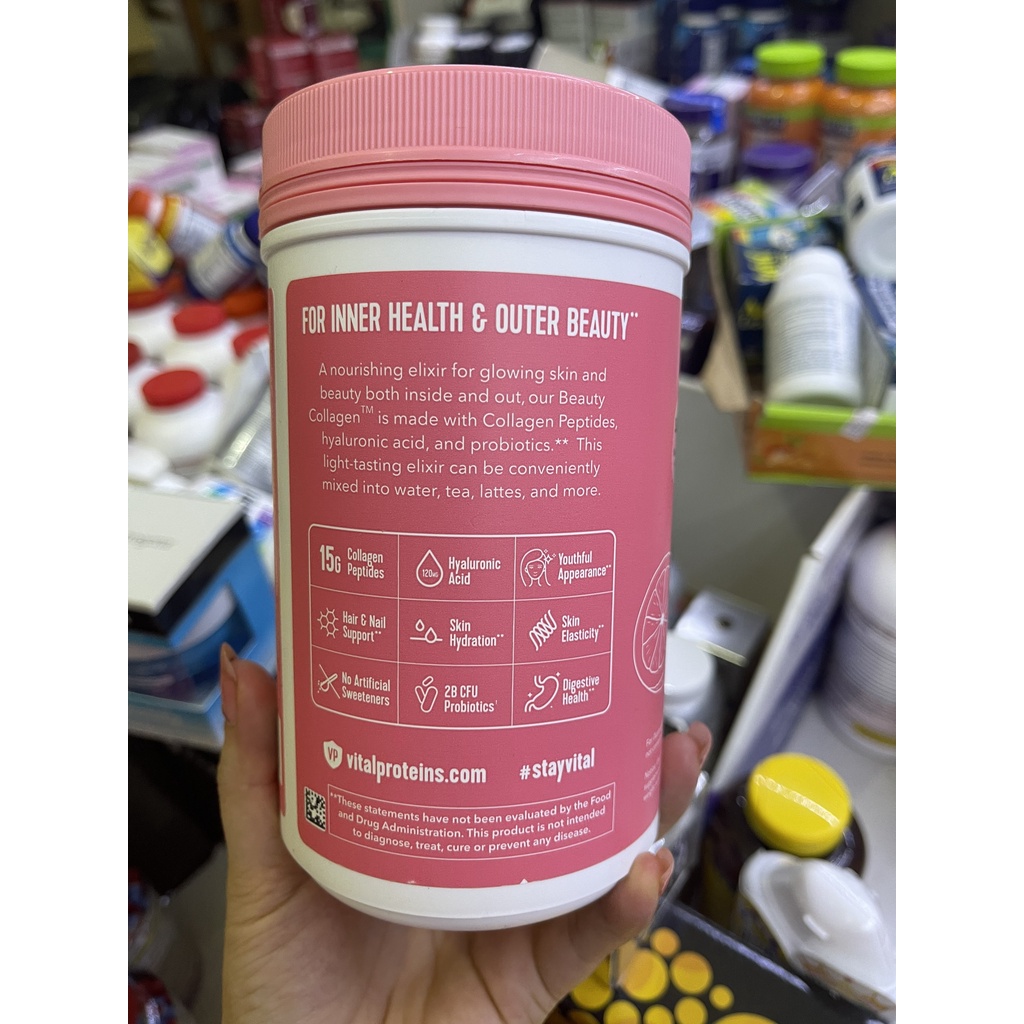 FOR INNER HEALTH & OUTER BEAUTY**
A nourishing elixir for glowing skin and
beauty both inside and out, our Beauty
Collagen™ is made with Collagen Peptides,
hyaluronic acid, and probiotics.** This
light-tasting elixir can be conveniently
mixed into water, tea, lattes, and more.
15G Collagen
Peptides
120MG
Hyaluronic
Acid
Youthful
Appearance**
Hair & Nail
Support**
Skin
Hydration**
Skin
Elasticity**
No Artificial
Sweeteners
2B CFU
Probiotics†
Digestive
Health**
VP vitalproteins.com #stayvital
**These statements have not been evaluated by the Food
and Drug Administration. This product is not intended
to diagnose, treat, cure or prevent any disease.